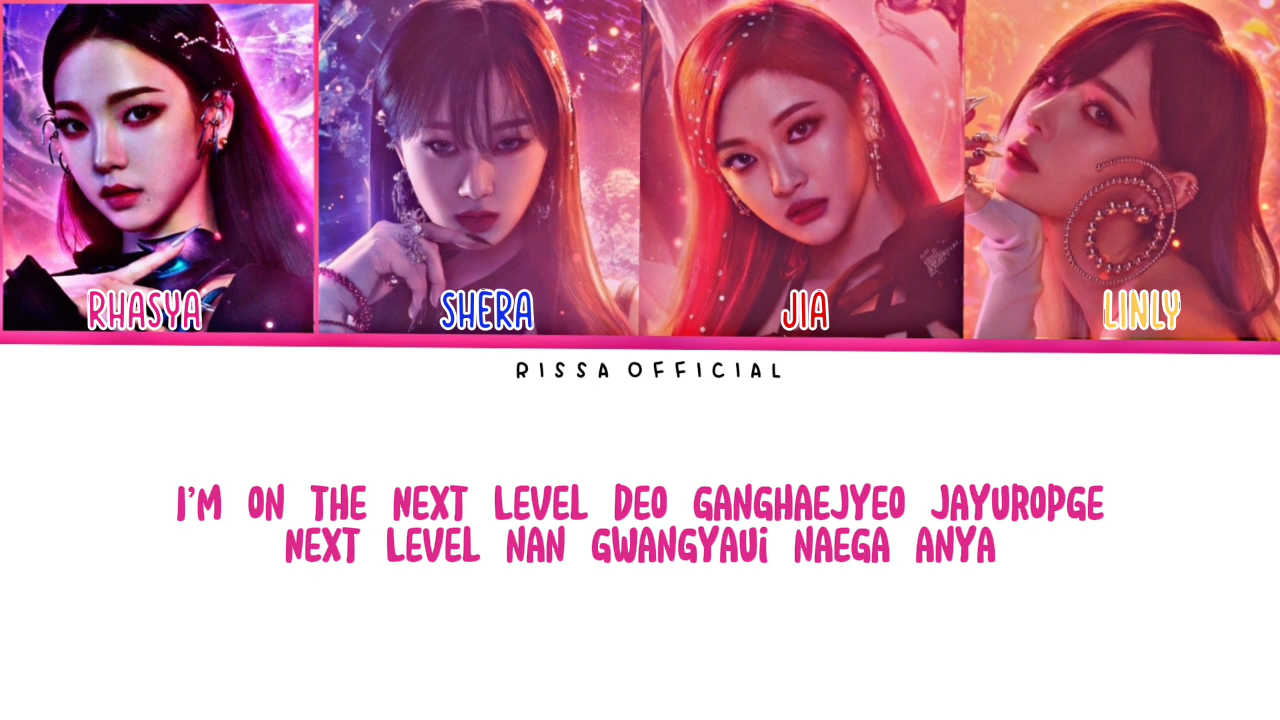 RHASYA
SHERA
JIA
LINLY
RISSA OFFICIAL
I'M ON THE NEXT LEVEL DEO GANGHAEJYEO JAYUROPGE
NEXT LEVEL NAN GWANGYAUi NAEGA ANYA